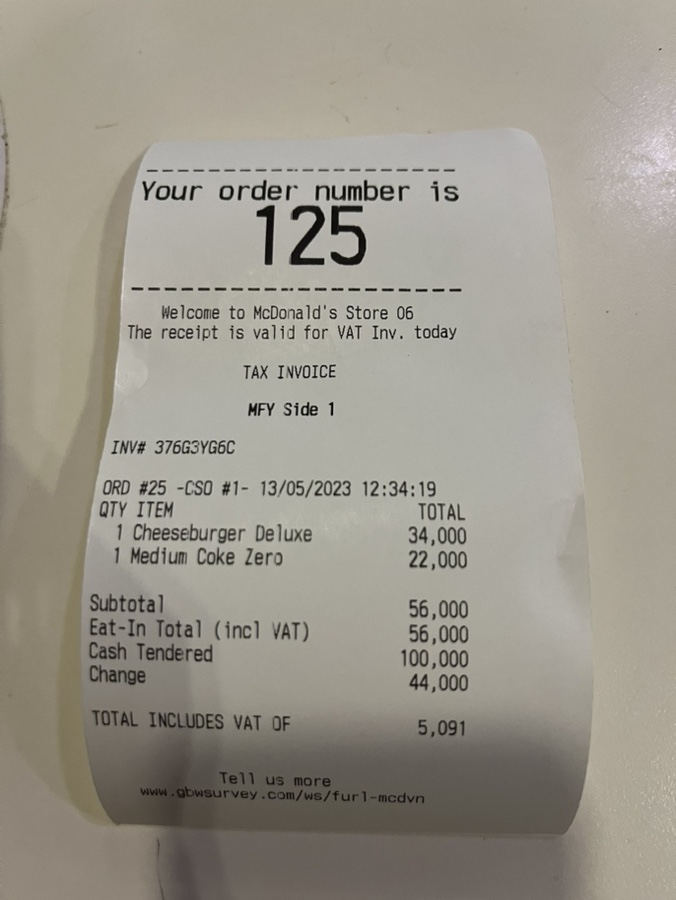 --------------------------------
Your order number is
125
--------------------------------
Welcome to McDonald's Store 06
The receipt is valid for VAT Inv. today
TAX INVOICE
MFY Side 1
INV# 376G3YG6C
ORD #25 -CSO #1- 13/05/2023 12:34:19
QTY ITEM TOTAL
1 Cheeseburger Deluxe 34,000
1 Medium Coke Zero 22,000
Subtotal 56,000
Eat-In Total (incl VAT) 56,000
Cash Tendered 100,000
Change 44,000
TOTAL INCLUDES VAT OF 5,091
Tell us more
www.gbwsurvey.com/ws/furl-mcdvn